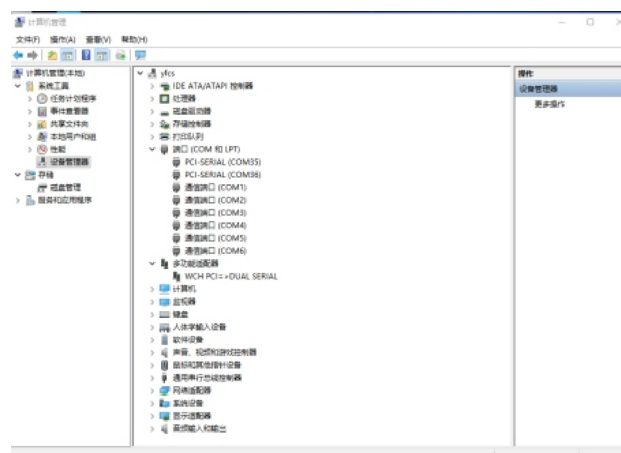 计算机管理
文件(F) 操作(A) 查看(V) 帮助(H)
计算机管理(本地)
系统工具
任务计划程序
事件查看器
共享文件夹
本地用户和组
性能
设备管理器
存储
磁盘管理
服务和应用程序
yfcs
IDE ATA/ATAPI 控制器
处理器
磁盘驱动器
存储控制器
打印队列
端口 (COM 和 LPT)
PCI-SERIAL (COM35)
PCI-SERIAL (COM36)
通信端口 (COM1)
通信端口 (COM2)
通信端口 (COM3)
通信端口 (COM4)
通信端口 (COM5)
通信端口 (COM6)
多功能适配器
WCH PCI=>DUAL SERIAL
计算机
监视器
键盘
人体学输入设备
软件设备
声音、视频和游戏控制器
鼠标和其他指针设备
通用串行总线控制器
网络适配器
系统设备
显示适配器
音频输入和输出
操作
设备管理器
更多操作